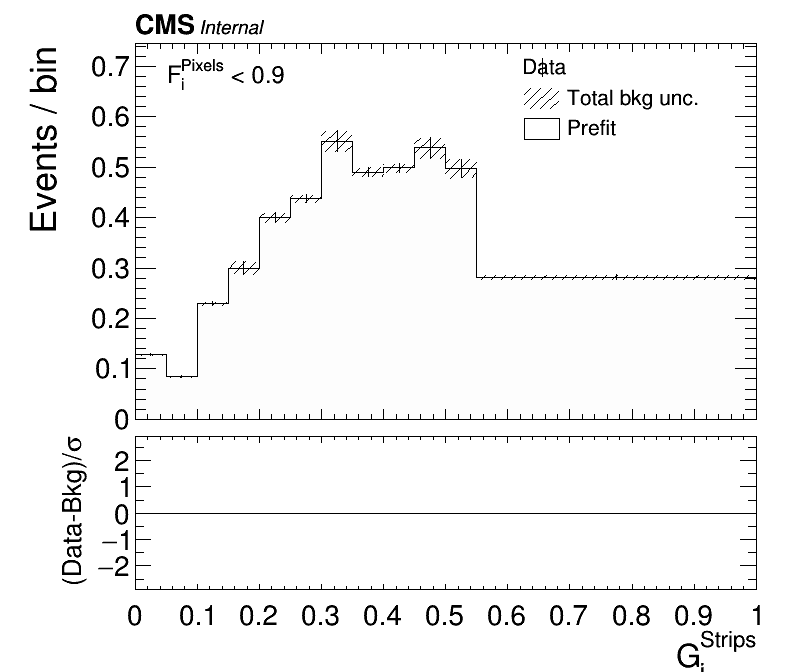 CMS Internal
Events / bin
F_i^Pixels < 0.9
Data
Total bkg unc.
Prefit
0.7
0.6
0.5
0.4
0.3
0.2
0.1
0
(Data-Bkg)/σ
2
1
0
−1
−2
0 0.1 0.2 0.3 0.4 0.5 0.6 0.7 0.8 0.9 1
G_i^Strips